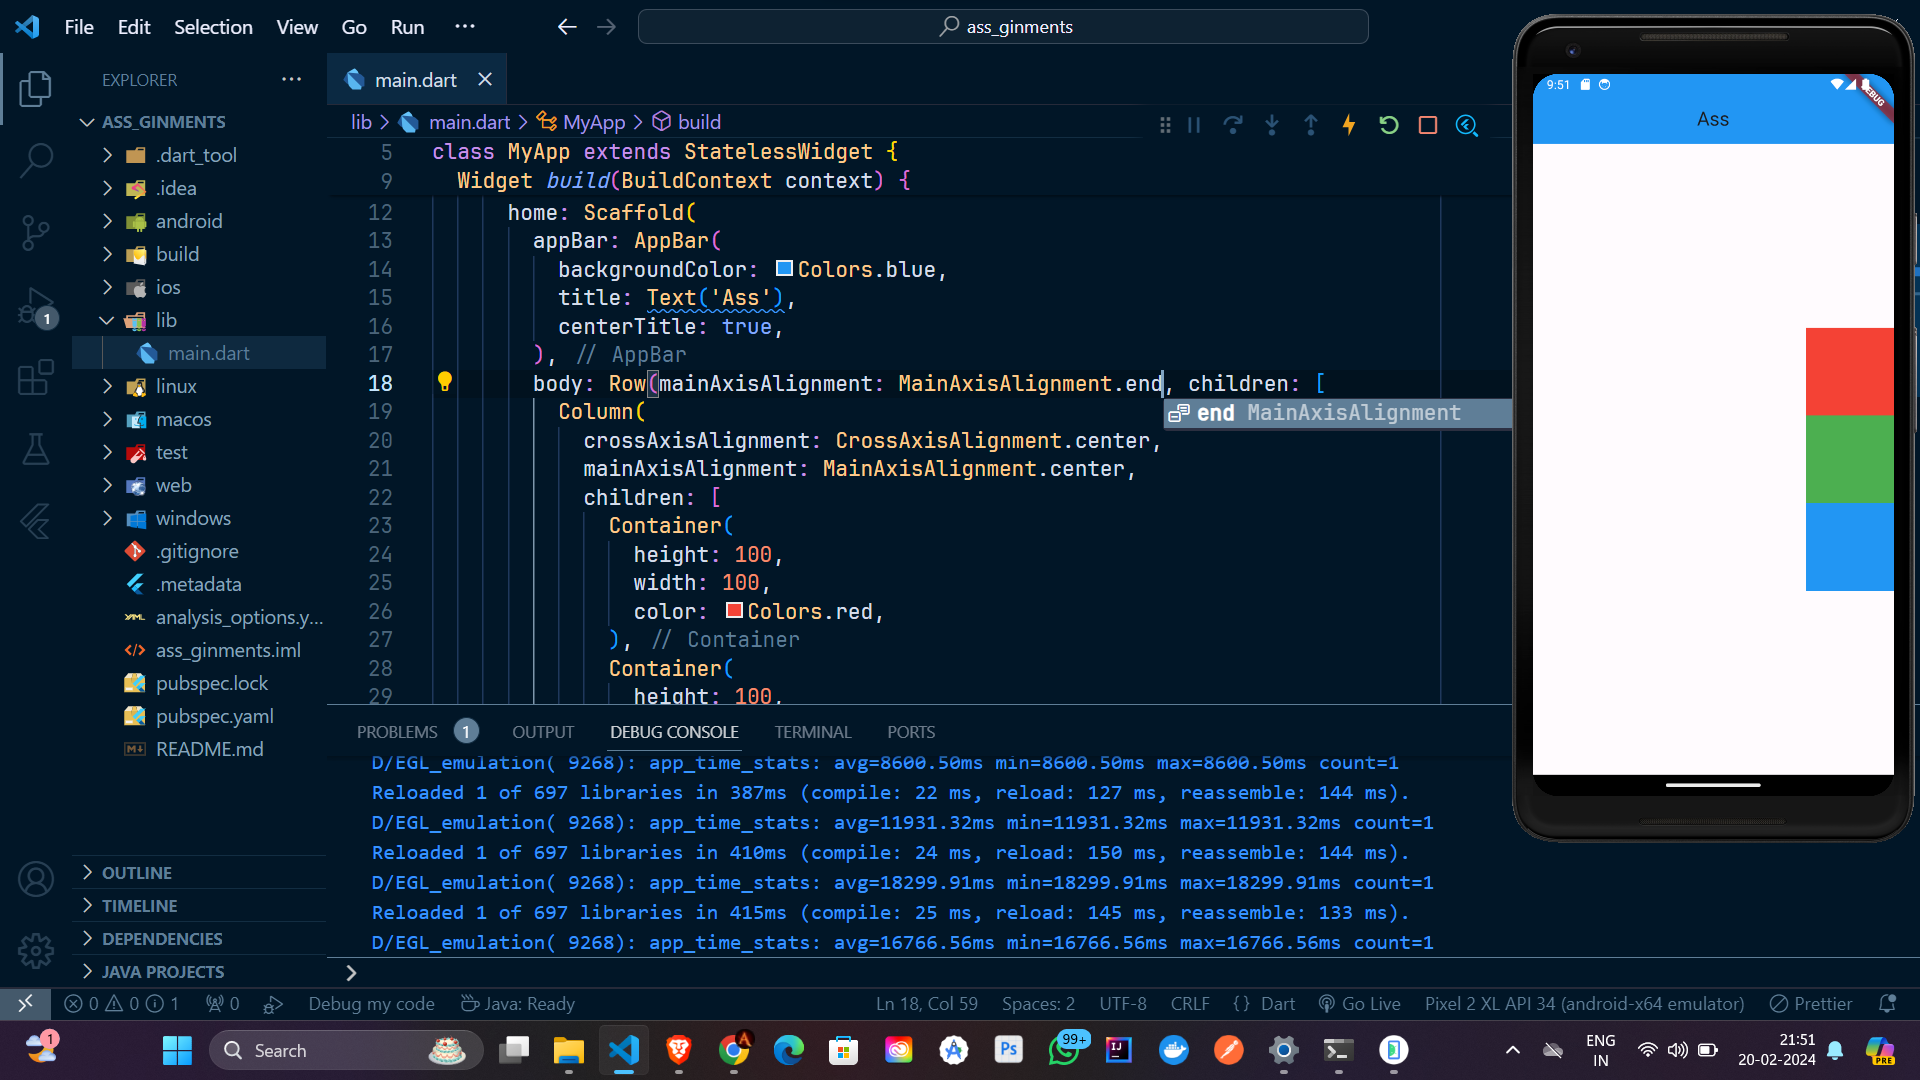 File Edit Selection View Go Run ···
ass_ginments
EXPLORER
ASS_GINMENTS
.dart_tool
.idea
android
build
ios
lib
main.dart
linux
macos
test
web
windows
.gitignore
.metadata
analysis_options.y...
ass_ginments.iml
pubspec.lock
pubspec.yaml
README.md
OUTLINE
TIMELINE
DEPENDENCIES
JAVA PROJECTS
1
main.dart
lib > main.dart > MyApp > build
5 class MyApp extends StatelessWidget {
9 Widget build(BuildContext context) {
12 home: Scaffold(
13 appBar: AppBar(
14 backgroundColor: Colors.blue,
15 title: Text('Ass'),
16 centerTitle: true,
17 ), // AppBar
18 body: Row(mainAxisAlignment: MainAxisAlignment.end, children: [
end MainAxisAlignment
19 Column(
20 crossAxisAlignment: CrossAxisAlignment.center,
21 mainAxisAlignment: MainAxisAlignment.center,
22 children: [
23 Container(
24 height: 100,
25 width: 100,
26 color: Colors.red,
27 ), // Container
28 Container(
29 height: 100,
PROBLEMS 1 OUTPUT DEBUG CONSOLE TERMINAL PORTS
D/EGL_emulation( 9268): app_time_stats: avg=8600.50ms min=8600.50ms max=8600.50ms count=1
Reloaded 1 of 697 libraries in 387ms (compile: 22 ms, reload: 127 ms, reassemble: 144 ms).
D/EGL_emulation( 9268): app_time_stats: avg=11931.32ms min=11931.32ms max=11931.32ms count=1
Reloaded 1 of 697 libraries in 410ms (compile: 24 ms, reload: 150 ms, reassemble: 144 ms).
D/EGL_emulation( 9268): app_time_stats: avg=18299.91ms min=18299.91ms max=18299.91ms count=1
Reloaded 1 of 697 libraries in 415ms (compile: 25 ms, reload: 145 ms, reassemble: 133 ms).
D/EGL_emulation( 9268): app_time_stats: avg=16766.56ms min=16766.56ms max=16766.56ms count=1
9:51
DEBUG
Ass
0 0 1 0 Debug my code Java: Ready Ln 18, Col 59 Spaces: 2 UTF-8 CRLF {} Dart Go Live Pixel 2 XL API 34 (android-x64 emulator) Prettier
1
Search
A
Ps
99+
IJ
ENG
IN
21:51
20-02-2024
PRE